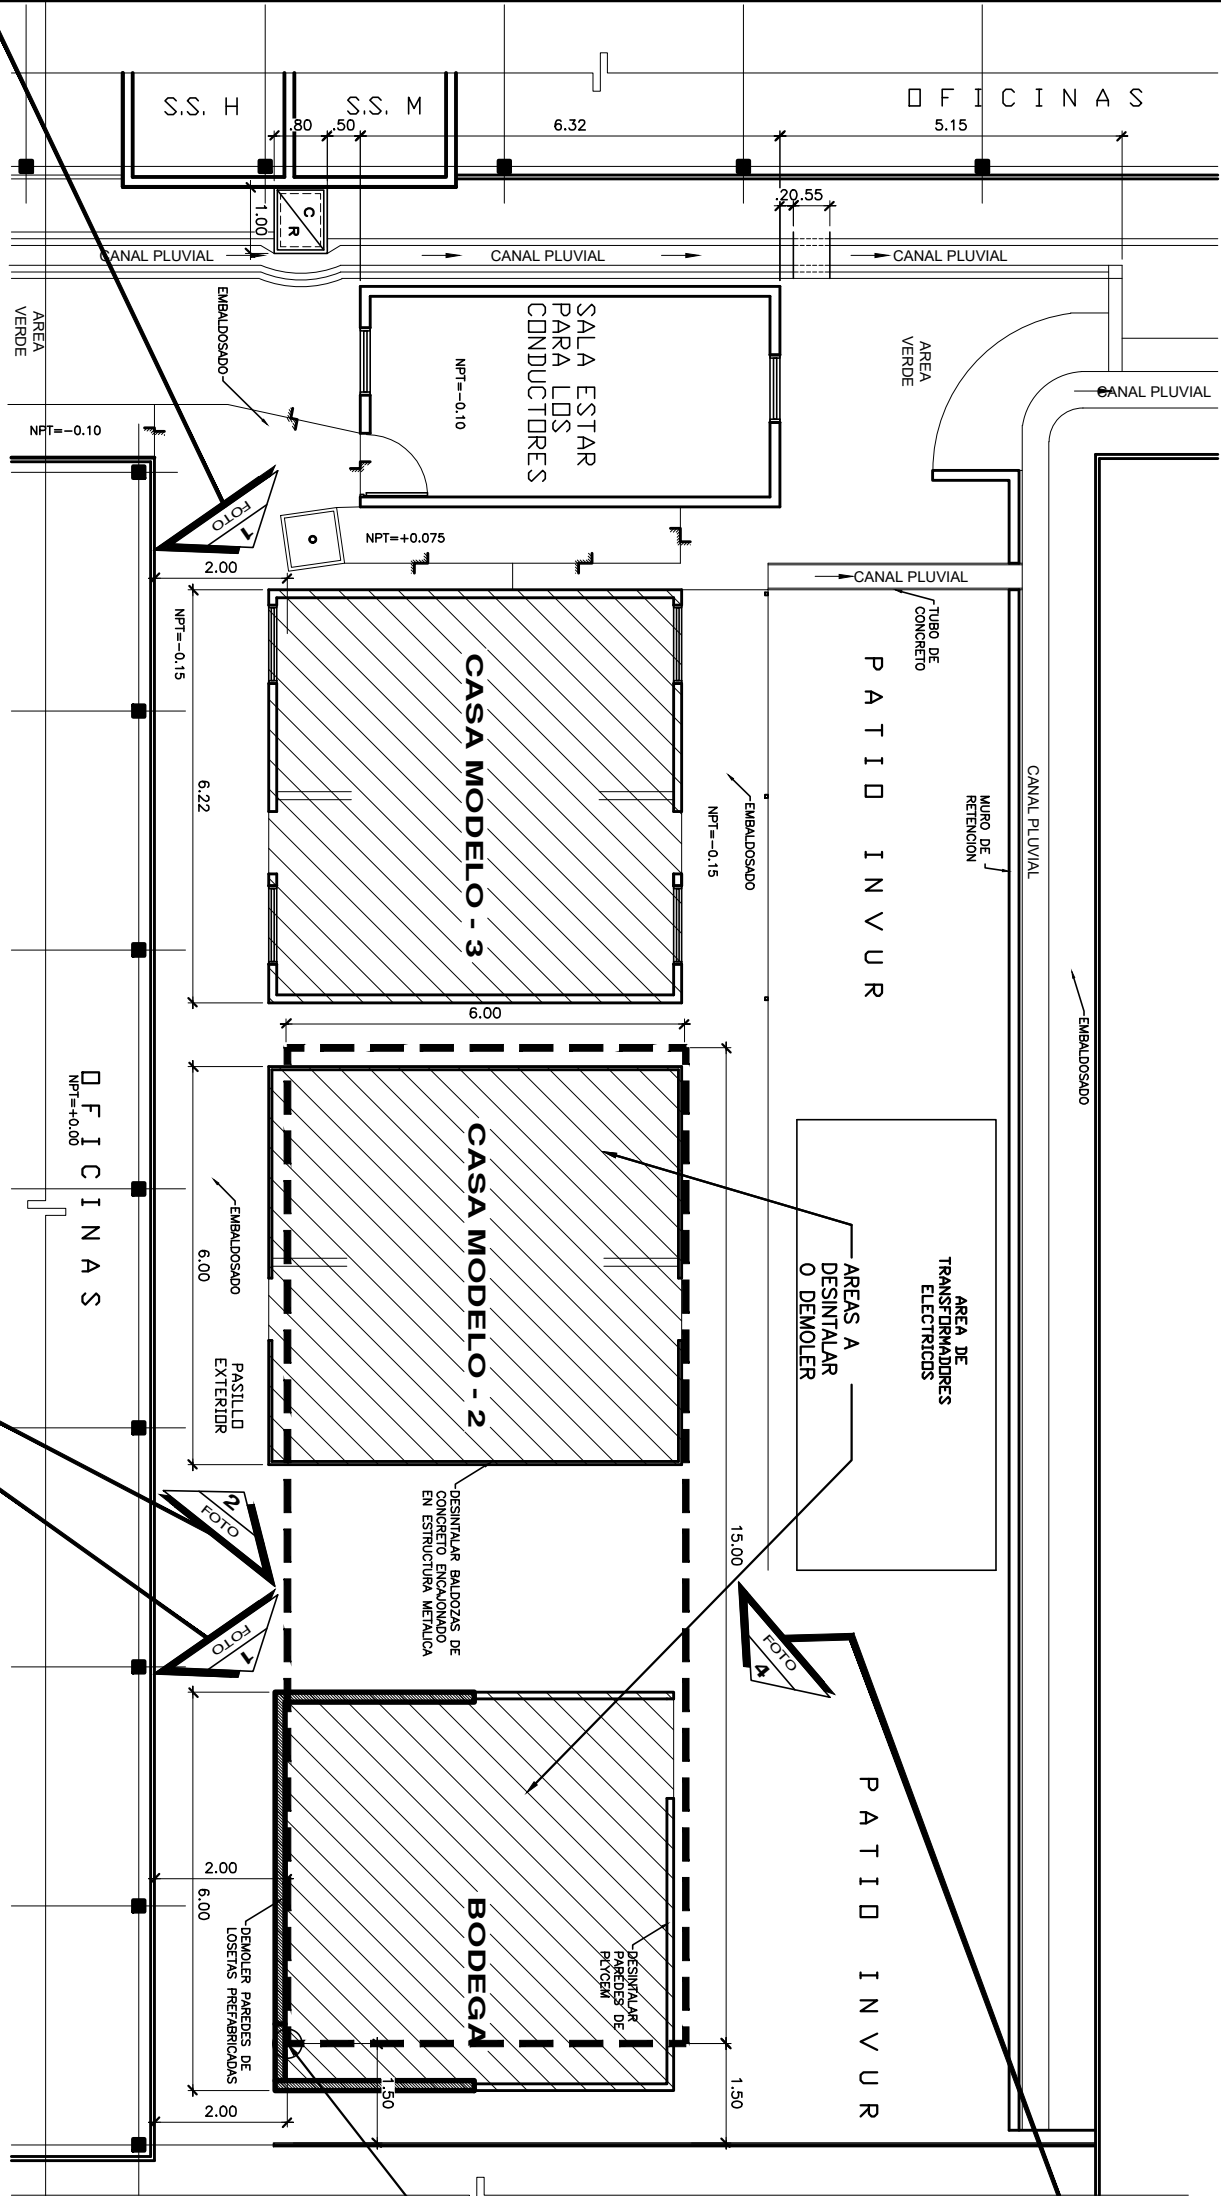 OFICINAS
S.S. H
S.S. M
.80
.50
6.32
5.15
1.00
C
R
.20
.55
CANAL PLUVIAL
CANAL PLUVIAL
CANAL PLUVIAL
AREA
VERDE
EMBALDOSADO
SALA ESTAR
PARA LOS
CONDUCTORES
NPT=-0.10
AREA
VERDE
CANAL PLUVIAL
NPT=-0.10
FOTO
1
NPT=+0.075
2.00
CANAL PLUVIAL
TUBO DE
CONCRETO
NPT=-0.15
CASA MODELO - 3
6.22
PATIO INVUR
EMBALDOSADO
NPT=-0.15
MURO DE
RETENCION
CANAL PLUVIAL
EMBALDOSADO
6.00
OFICINAS
NPT=+0.00
CASA MODELO - 2
EMBALDOSADO
6.00
PASILLO
EXTERIOR
AREAS A
DESINTALAR
O DEMOLER
AREA DE
TRANSFORMADORES
ELECTRICOS
FOTO
2
DESINTALAR BALDOZAS DE
CONCRETO ENCAJONADO
EN ESTRUCTURA METALICA
15.00
FOTO
1
FOTO
4
BODEGA
2.00
6.00
DEMOLER PAREDES DE
LOSETAS PREFABRICADAS
DESINTALAR
PAREDES DE
PLYCEM
PATIO INVUR
1.50
1.50
2.00